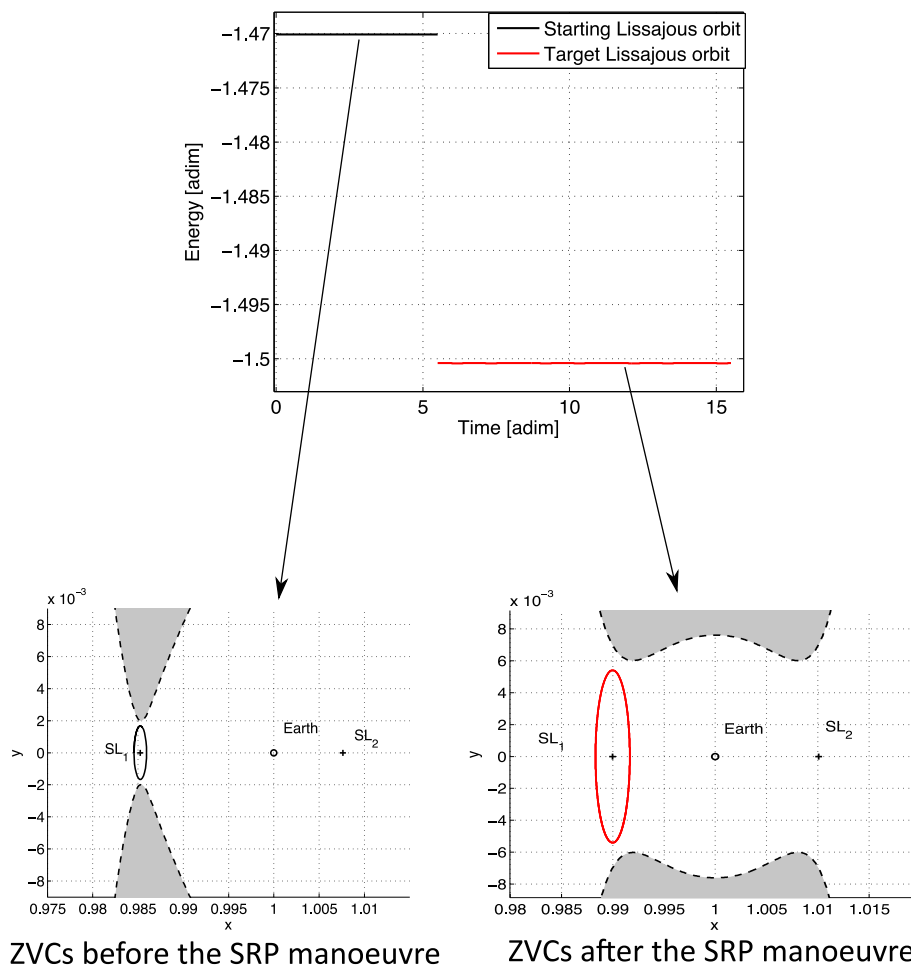 −1.47
−1.475
−1.48
−1.485
−1.49
−1.495
−1.5
Energy [adim]
Starting Lissajous orbit
Target Lissajous orbit
0 5 10 15
Time [adim]
x 10⁻³
8
6
4
2
0
−2
−4
−6
−8
y
SL₁
Earth
SL₂
0.975 0.98 0.985 0.99 0.995 1 1.005 1.01
x
ZVCs before the SRP manoeuvre
x 10⁻³
8
6
4
2
0
−2
−4
−6
−8
y
SL₁
Earth
SL₂
0.98 0.985 0.99 0.995 1 1.005 1.01 1.015
x
ZVCs after the SRP manoeuvre